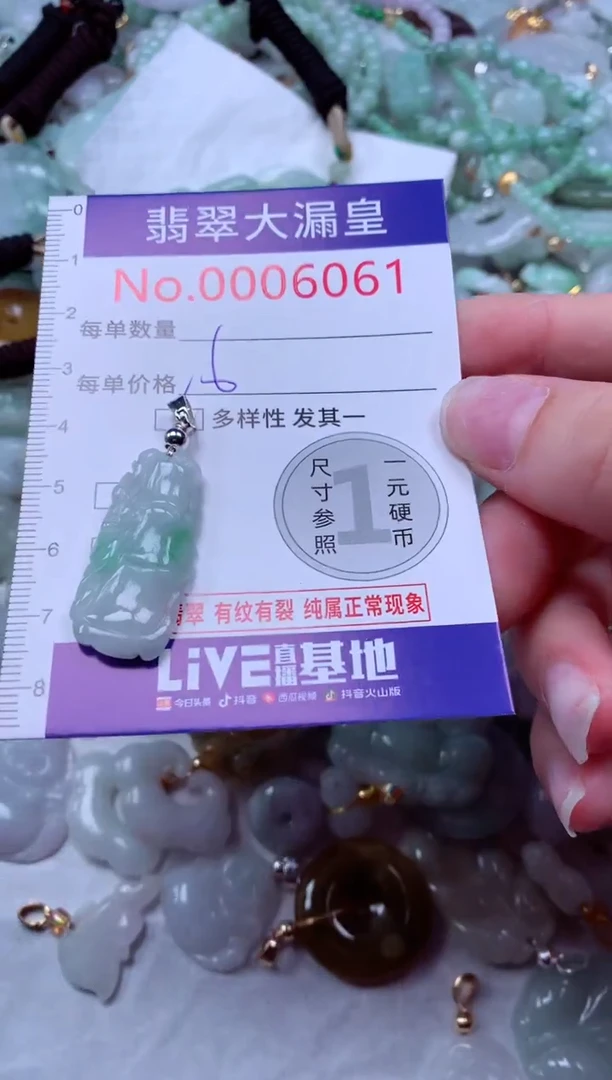 0
翡翠大漏皇
No.0006061
1
2
每单数量
3
每单价格 16
多样性 发其一
4
尺寸参照
1
一元硬币
5
6
7
翠 有纹有裂 纯属正常现象
LiVE直播基地
8
今日头条 抖音 西瓜视频 抖音火山版